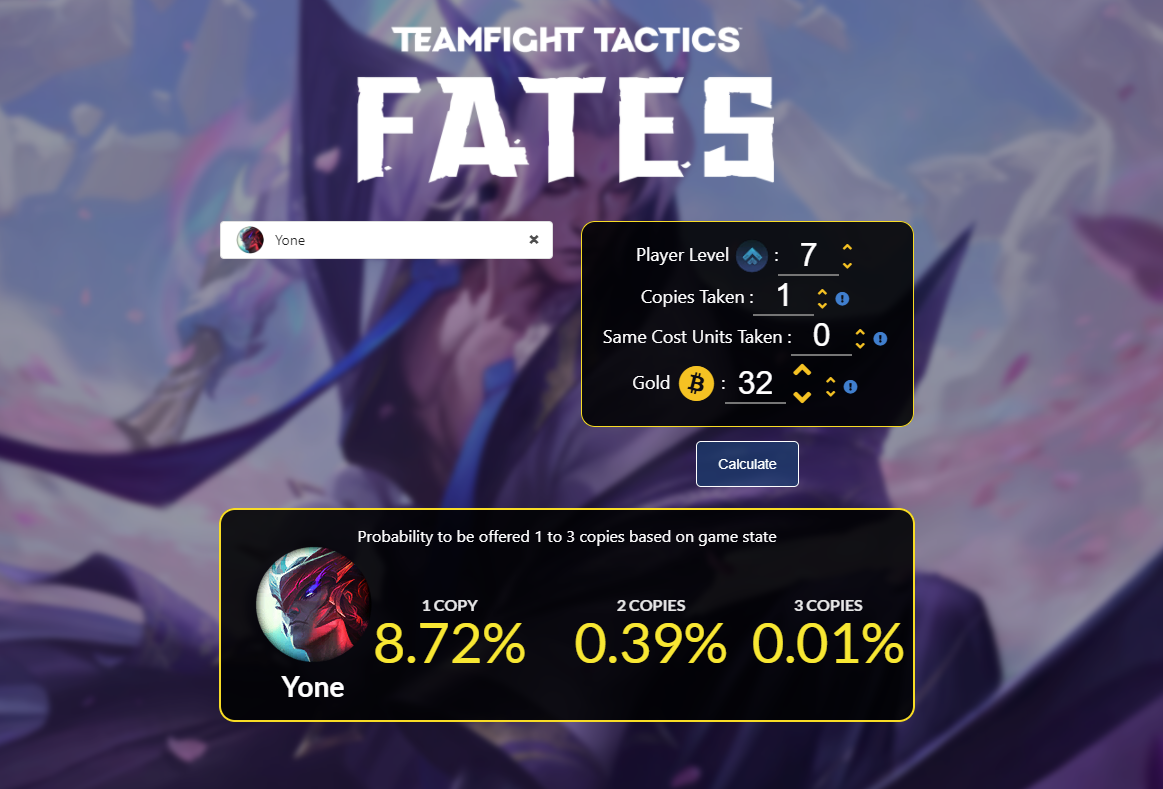 TEAMFIGHT TACTICS
FATES
Yone
Player Level : 7
Copies Taken : 1
Same Cost Units Taken : 0
Gold : 32
Calculate
Probability to be offered 1 to 3 copies based on game state
1 COPY 2 COPIES 3 COPIES
8.72% 0.39% 0.01%
Yone